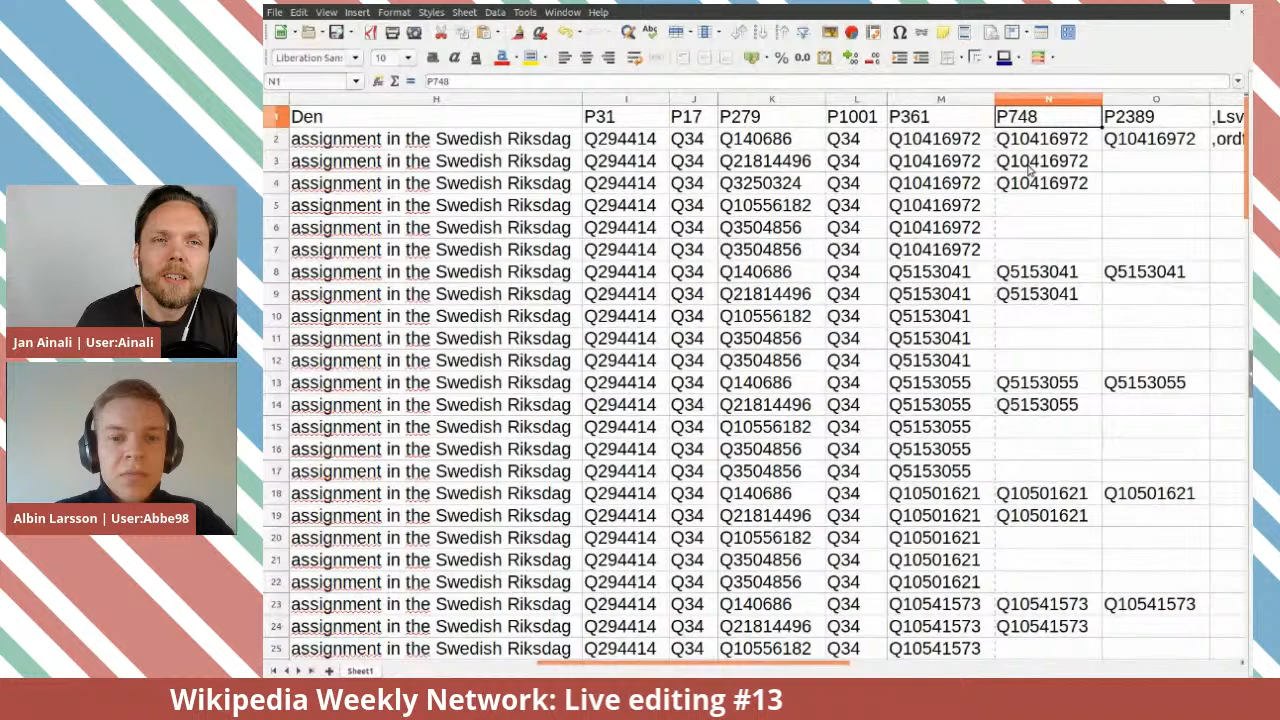 File Edit View Insert Format Styles Sheet Data Tools Window Help
Liberation Sans 10
N1 P748
H I J K L M N O
1 Den P31 P17 P279 P1001 P361 P748 P2389 ,Lsv
2 assignment in the Swedish Riksdag Q294414 Q34 Q140686 Q34 Q10416972 Q10416972 Q10416972
3 assignment in the Swedish Riksdag Q294414 Q34 Q21814496 Q34 Q10416972 Q10416972
4 assignment in the Swedish Riksdag Q294414 Q34 Q3250324 Q34 Q10416972 Q10416972
5 assignment in the Swedish Riksdag Q294414 Q34 Q10556182 Q34 Q10416972
6 assignment in the Swedish Riksdag Q294414 Q34 Q3504856 Q34 Q10416972
7 assignment in the Swedish Riksdag Q294414 Q34 Q3504856 Q34 Q10416972
8 assignment in the Swedish Riksdag Q294414 Q34 Q140686 Q34 Q5153041 Q5153041 Q5153041
9 assignment in the Swedish Riksdag Q294414 Q34 Q21814496 Q34 Q5153041 Q5153041
10 assignment in the Swedish Riksdag Q294414 Q34 Q10556182 Q34 Q5153041
11 assignment in the Swedish Riksdag Q294414 Q34 Q3504856 Q34 Q5153041
12 assignment in the Swedish Riksdag Q294414 Q34 Q3504856 Q34 Q5153041
13 assignment in the Swedish Riksdag Q294414 Q34 Q140686 Q34 Q5153055 Q5153055 Q5153055
14 assignment in the Swedish Riksdag Q294414 Q34 Q21814496 Q34 Q5153055 Q5153055
15 assignment in the Swedish Riksdag Q294414 Q34 Q10556182 Q34 Q5153055
16 assignment in the Swedish Riksdag Q294414 Q34 Q3504856 Q34 Q5153055
17 assignment in the Swedish Riksdag Q294414 Q34 Q3504856 Q34 Q5153055
18 assignment in the Swedish Riksdag Q294414 Q34 Q140686 Q34 Q10501621 Q10501621 Q10501621
19 assignment in the Swedish Riksdag Q294414 Q34 Q21814496 Q34 Q10501621 Q10501621
20 assignment in the Swedish Riksdag Q294414 Q34 Q10556182 Q34 Q10501621
21 assignment in the Swedish Riksdag Q294414 Q34 Q3504856 Q34 Q10501621
22 assignment in the Swedish Riksdag Q294414 Q34 Q3504856 Q34 Q10501621
23 assignment in the Swedish Riksdag Q294414 Q34 Q140686 Q34 Q10541573 Q10541573 Q10541573
24 assignment in the Swedish Riksdag Q294414 Q34 Q21814496 Q34 Q10541573 Q10541573
25 assignment in the Swedish Riksdag Q294414 Q34 Q10556182 Q34 Q10541573
Sheet1
Jan Ainali | User:Ainali
Albin Larsson | User:Abbe98
Wikipedia Weekly Network: Live editing #13